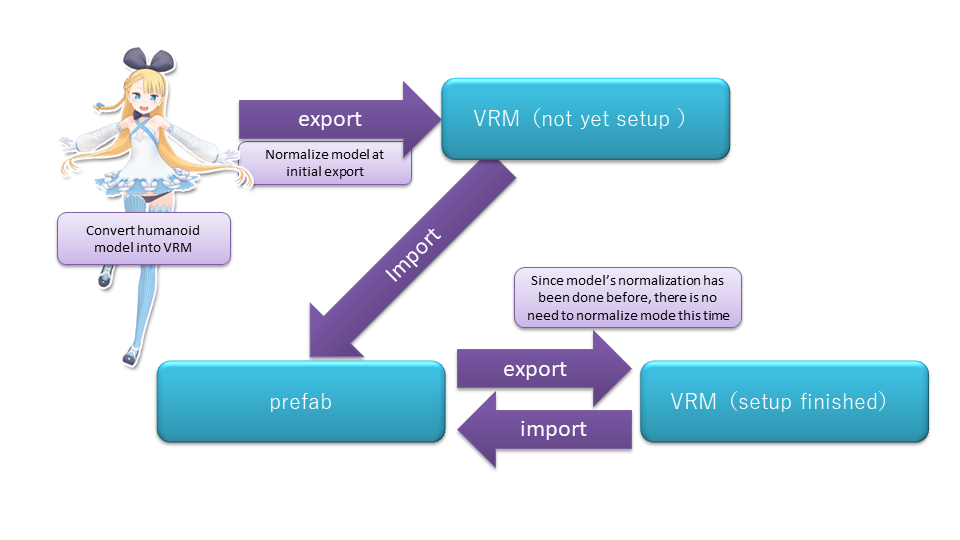 export
VRM（not yet setup ）
Normalize model at
initial export
Convert humanoid
model into VRM
Import
Since model’s normalization has
been done before, there is no
need to normalize mode this time
prefab
export
import
VRM（setup finished）